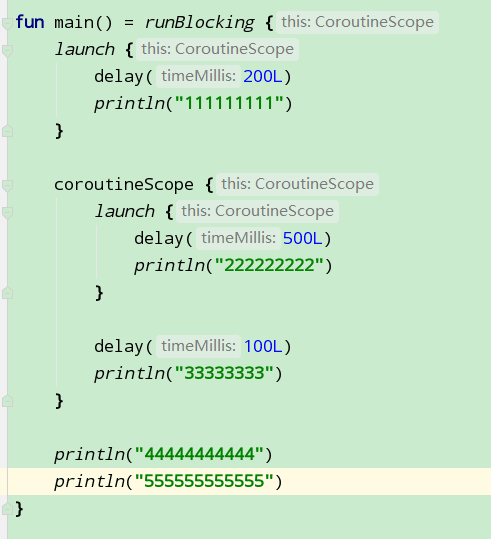 fun main() = runBlocking { this: CoroutineScope
    launch { this: CoroutineScope
        delay( timeMillis: 200L)
        println("111111111")
    }

    coroutineScope { this: CoroutineScope
        launch { this: CoroutineScope
            delay( timeMillis: 500L)
            println("222222222")
        }

        delay( timeMillis: 100L)
        println("33333333")
    }

    println("44444444444")
    println("555555555555")
}